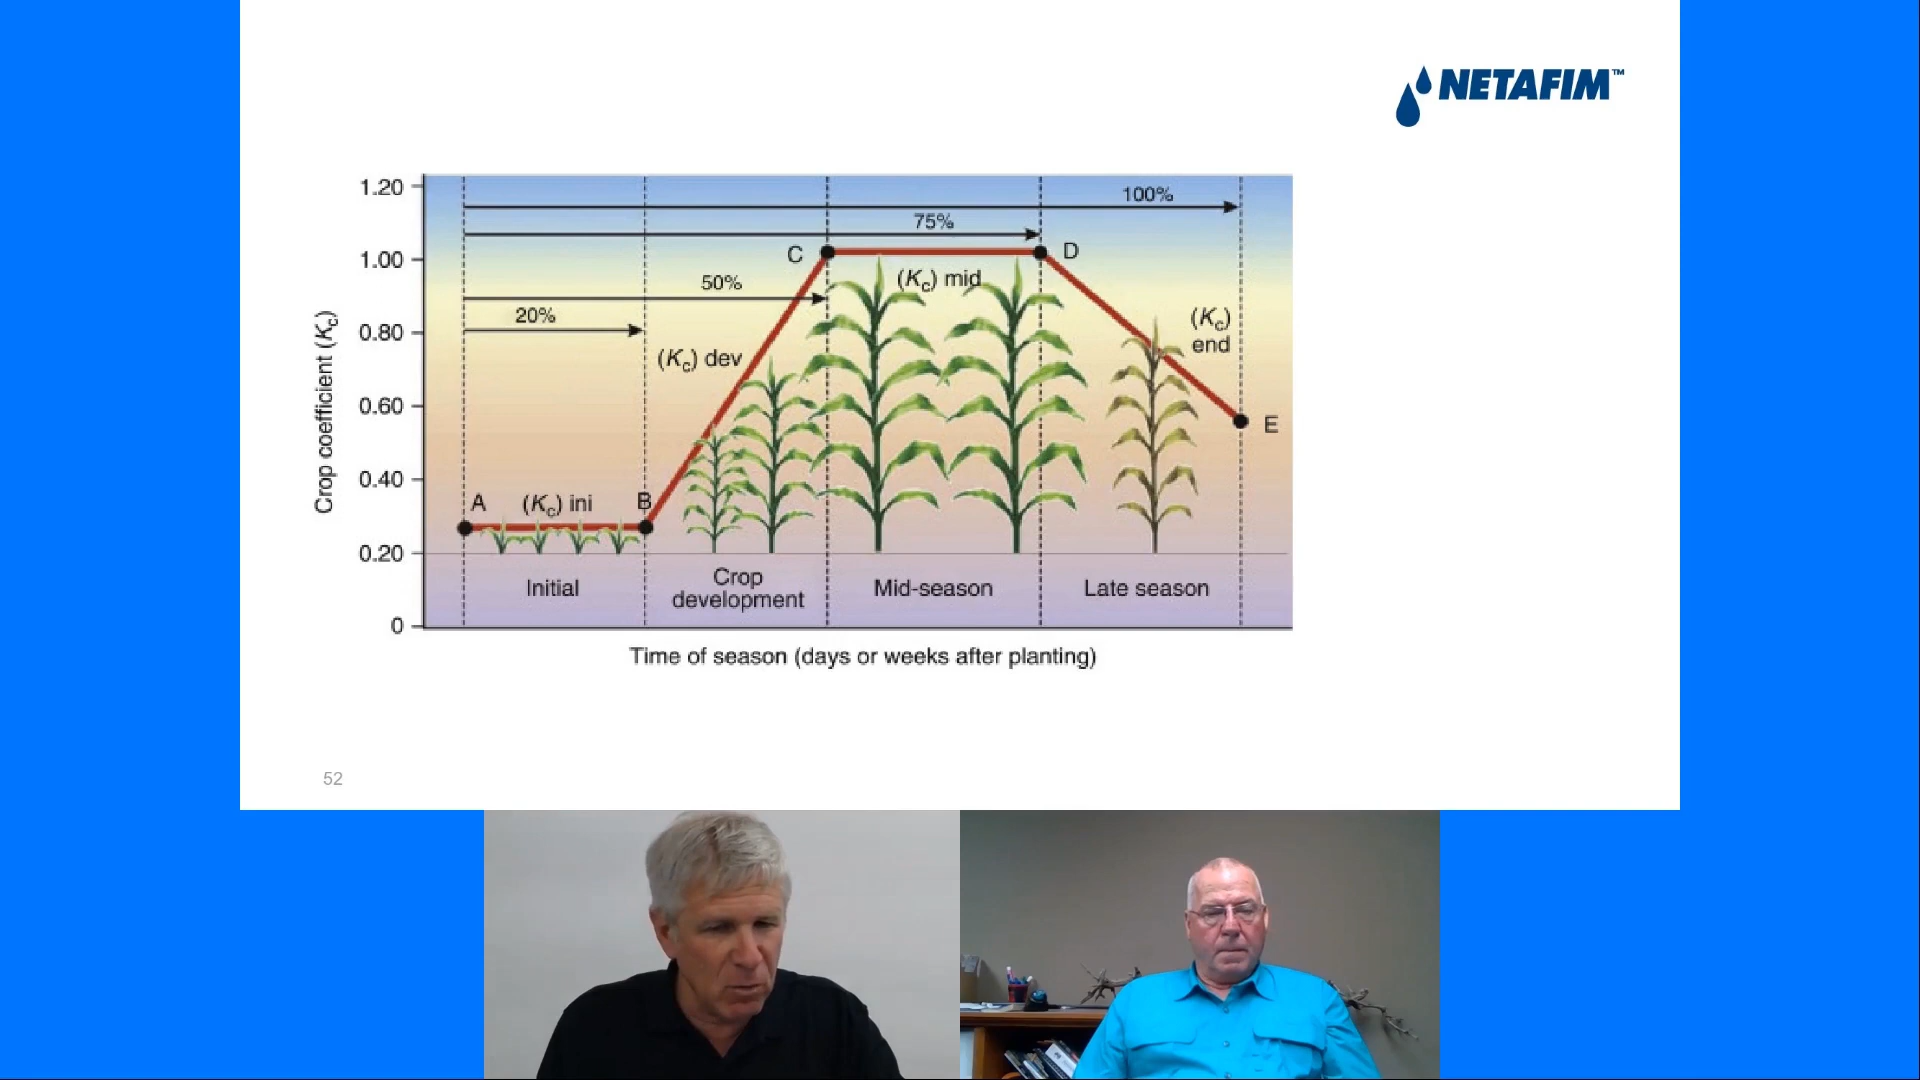 NETAFIM™
1.20
1.00
0.80
0.60
0.40
0.20
0
Crop coefficient (Kc)
100%
75%
50%
20%
A
(Kc) ini
B
(Kc) dev
C
(Kc) mid
D
(Kc)
end
E
Initial
Crop
development
Mid-season
Late season
Time of season (days or weeks after planting)
52